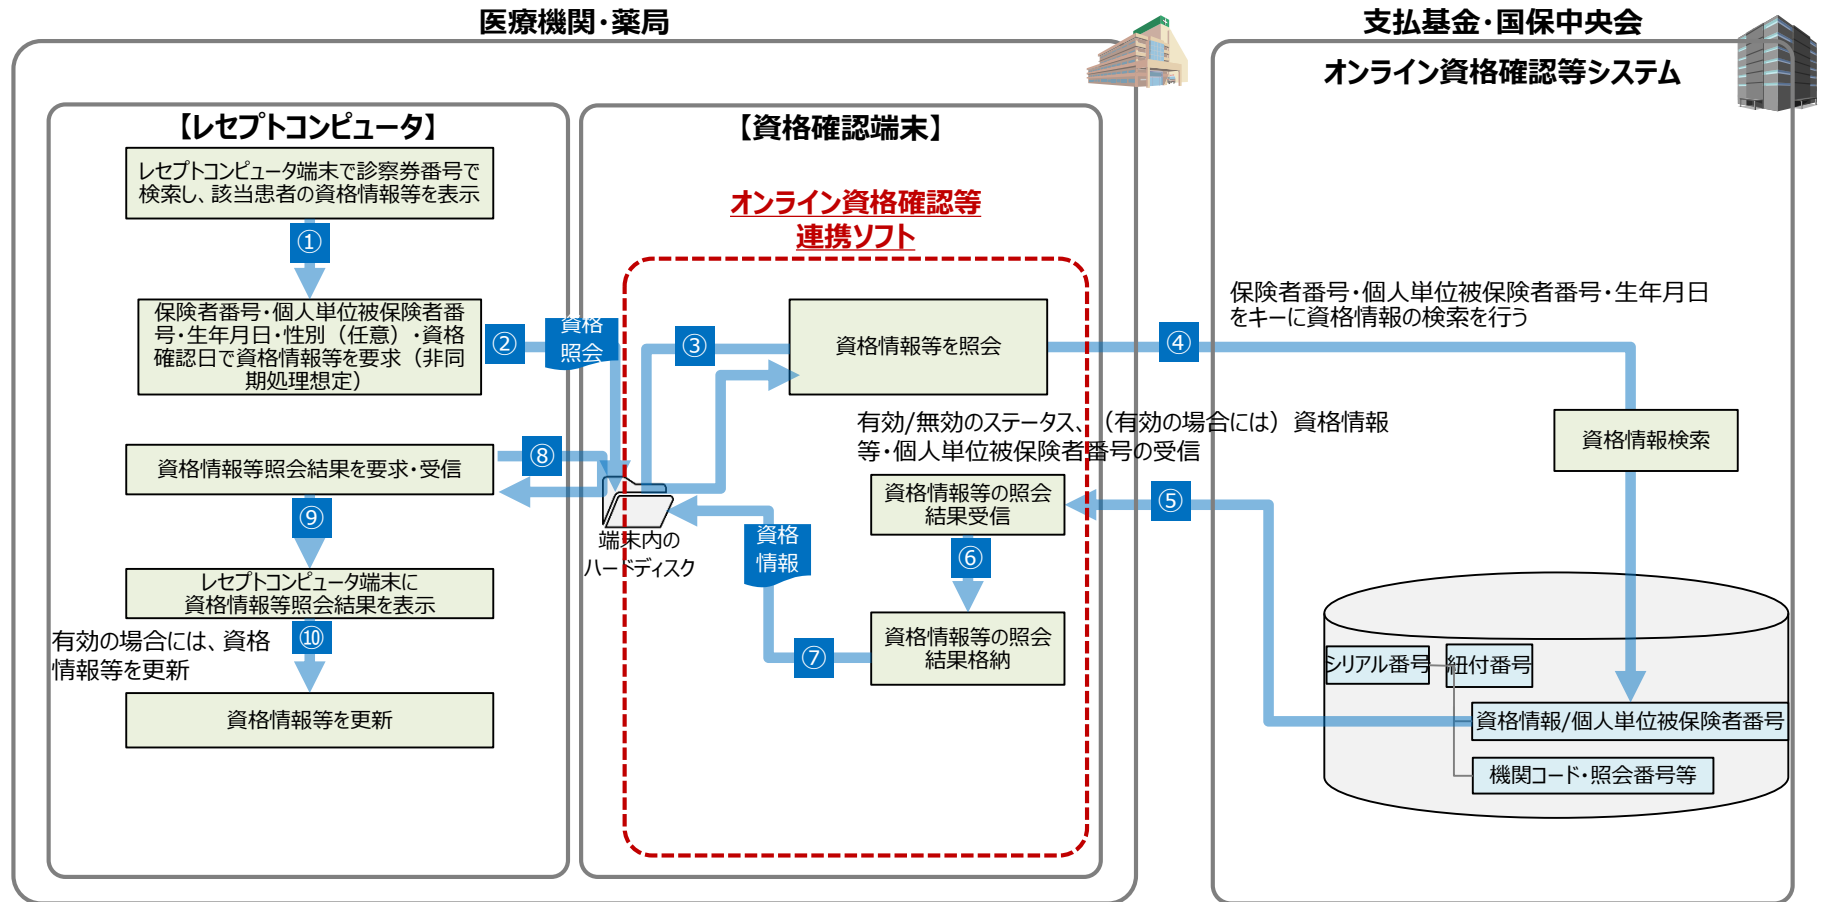 医療機関・薬局
支払基金・国保中央会
オンライン資格確認等システム
【レセプトコンピュータ】
レセプトコンピュータ端末で診察券番号で
検索し、該当患者の資格情報等を表示
①
保険者番号・個人単位被保険者番
号・生年月日・性別（任意）・資格
確認日で資格情報等を要求（非同
期処理想定）
②
資格
照会
資格情報等照会結果を要求・受信
⑧
⑨
レセプトコンピュータ端末に
資格情報等照会結果を表示
有効の場合には、資格
情報等を更新
⑩
資格情報等を更新
【資格確認端末】
オンライン資格確認等
連携ソフト
③
資格情報等を照会
④
保険者番号・個人単位被保険者番号・生年月日
をキーに資格情報の検索を行う
有効/無効のステータス、（有効の場合には）資格情報
等・個人単位被保険者番号の受信
資格情報等の照会
結果受信
⑤
端末内の
ハードディスク
資格
情報
⑥
資格情報等の照会
結果格納
⑦
資格情報検索
シリアル番号
紐付番号
資格情報/個人単位被保険者番号
機関コード・照会番号等